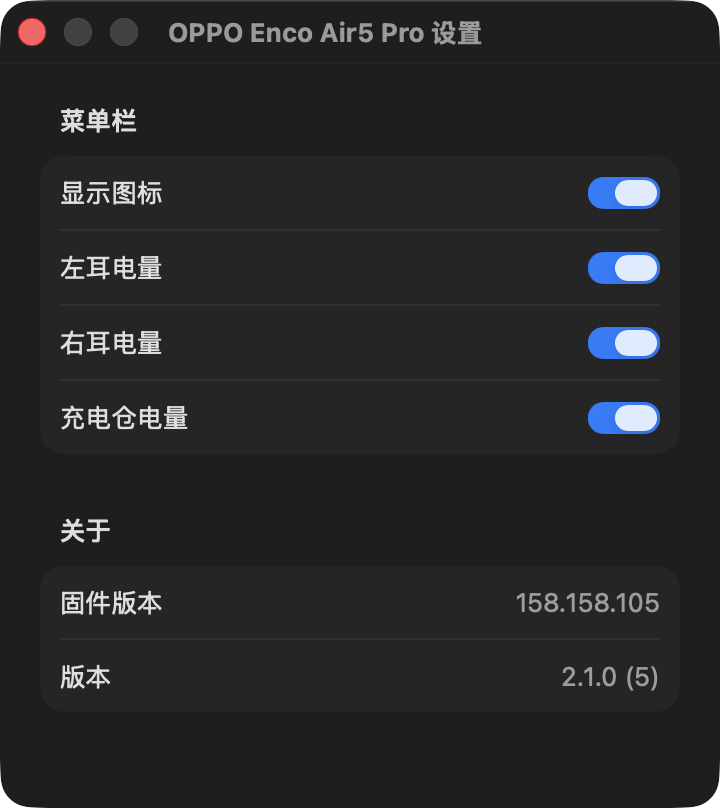 OPPO Enco Air5 Pro 设置
菜单栏
显示图标
左耳电量
右耳电量
充电仓电量
关于
固件版本 158.158.105
版本 2.1.0 (5)